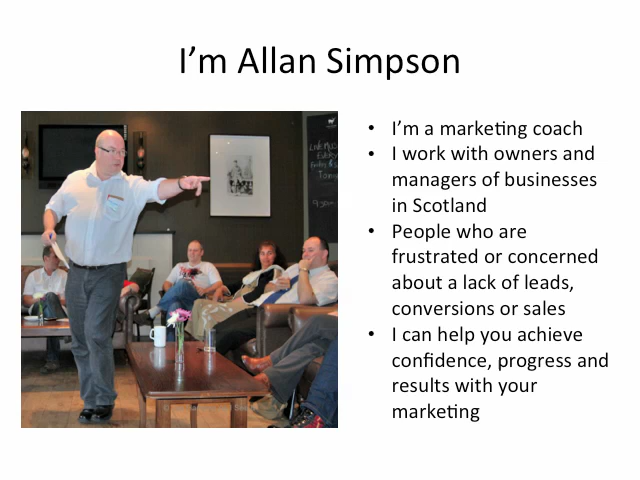 I’m Allan Simpson
• I’m a marketing coach
• I work with owners and
managers of businesses
in Scotland
• People who are
frustrated or concerned
about a lack of leads,
conversions or sales
• I can help you achieve
confidence, progress and
results with your
marketing